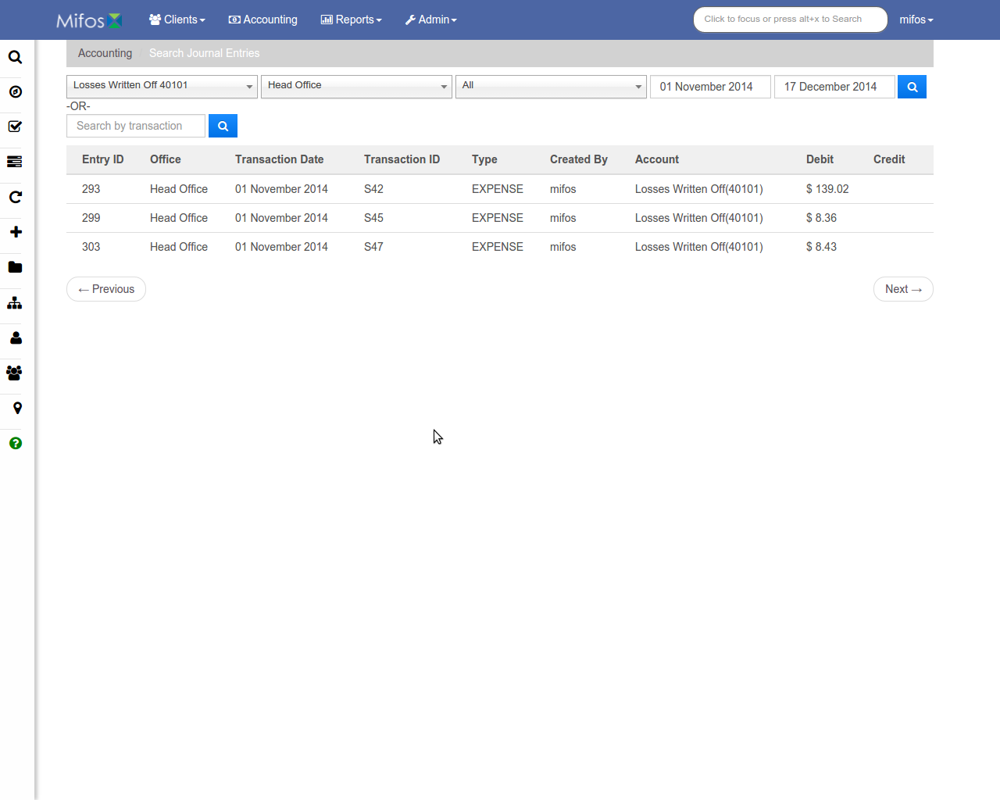 Mifos Clients Accounting Reports Admin Click to focus or press alt+x to Search mifos
Accounting / Search Journal Entries
Losses Written Off 40101 Head Office All 01 November 2014 17 December 2014
-OR-
Search by transaction
Entry ID Office Transaction Date Transaction ID Type Created By Account Debit Credit
293 Head Office 01 November 2014 S42 EXPENSE mifos Losses Written Off(40101) $ 139.02
299 Head Office 01 November 2014 S45 EXPENSE mifos Losses Written Off(40101) $ 8.36
303 Head Office 01 November 2014 S47 EXPENSE mifos Losses Written Off(40101) $ 8.43
← Previous Next →